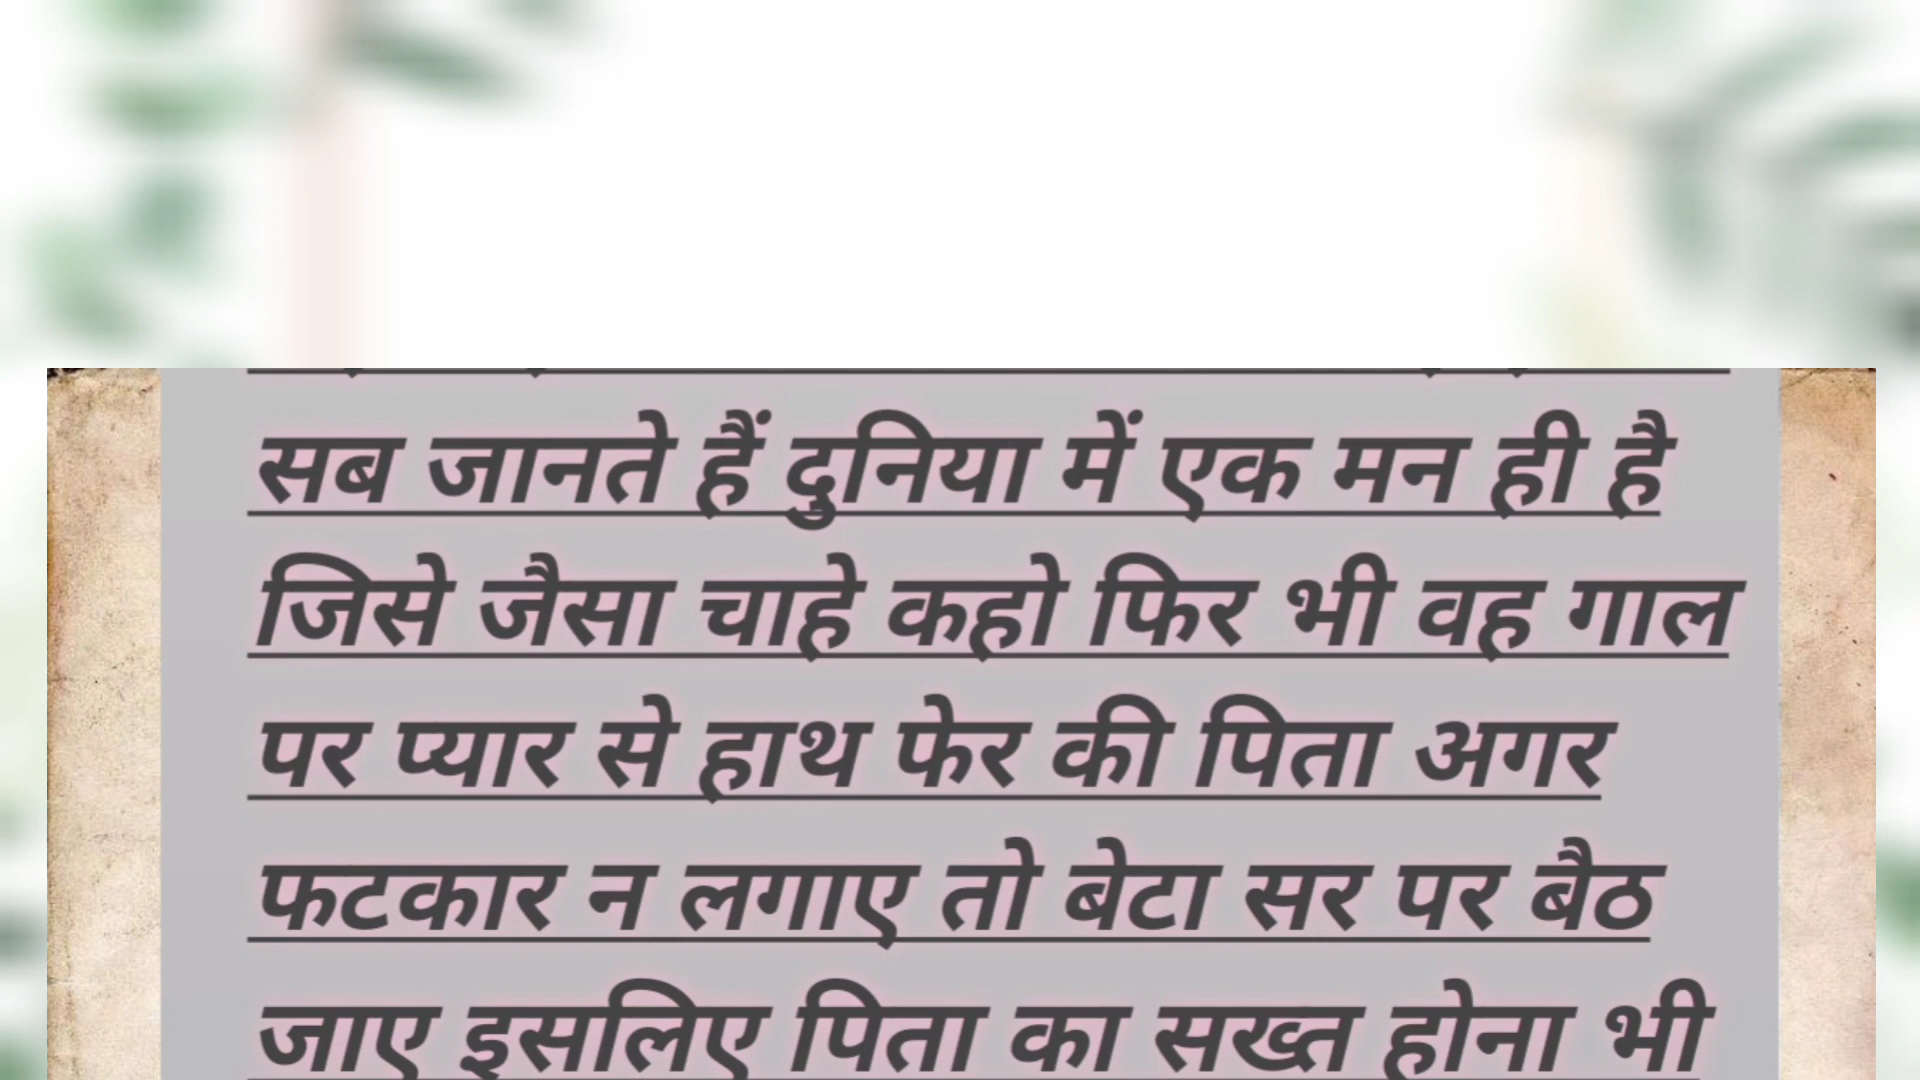 सब जानते हैं दुनिया में एक मन ही है
जिसे जैसा चाहे कहो फिर भी वह गाल
पर प्यार से हाथ फेर की पिता अगर
फटकार न लगाए तो बेटा सर पर बैठ
जाए इसलिए पिता का सख्त होना भी